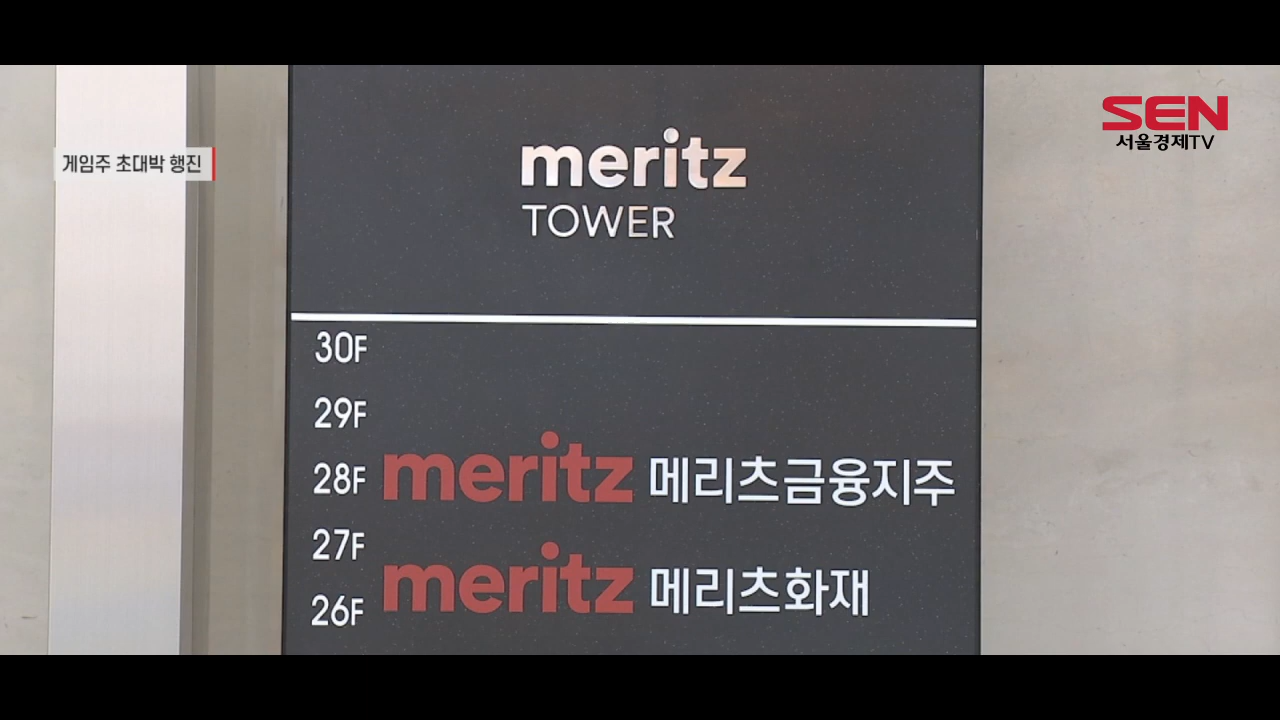 SEN
서울경제TV
게임주 초대박 행진
meritz
TOWER
30F
29F
28F meritz 메리츠금융지주
27F
meritz 메리츠화재
26F